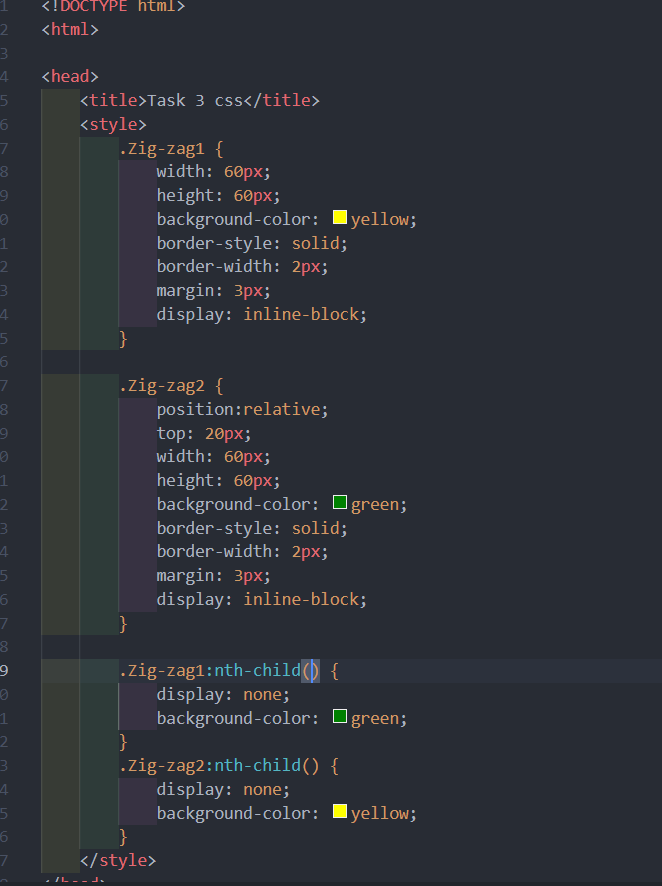 1 <!DOCTYPE html>
2 <html>
3
4 <head>
5 <title>Task 3 css</title>
6 <style>
7 .Zig-zag1 {
8 width: 60px;
9 height: 60px;
0 background-color: yellow;
1 border-style: solid;
2 border-width: 2px;
3 margin: 3px;
4 display: inline-block;
5 }
6
7 .Zig-zag2 {
8 position:relative;
9 top: 20px;
0 width: 60px;
1 height: 60px;
2 background-color: green;
3 border-style: solid;
4 border-width: 2px;
5 margin: 3px;
6 display: inline-block;
7 }
8
9 .Zig-zag1:nth-child() {
0 display: none;
1 background-color: green;
2 }
3 .Zig-zag2:nth-child() {
4 display: none;
5 background-color: yellow;
6 }
7 </style>
8 </head>